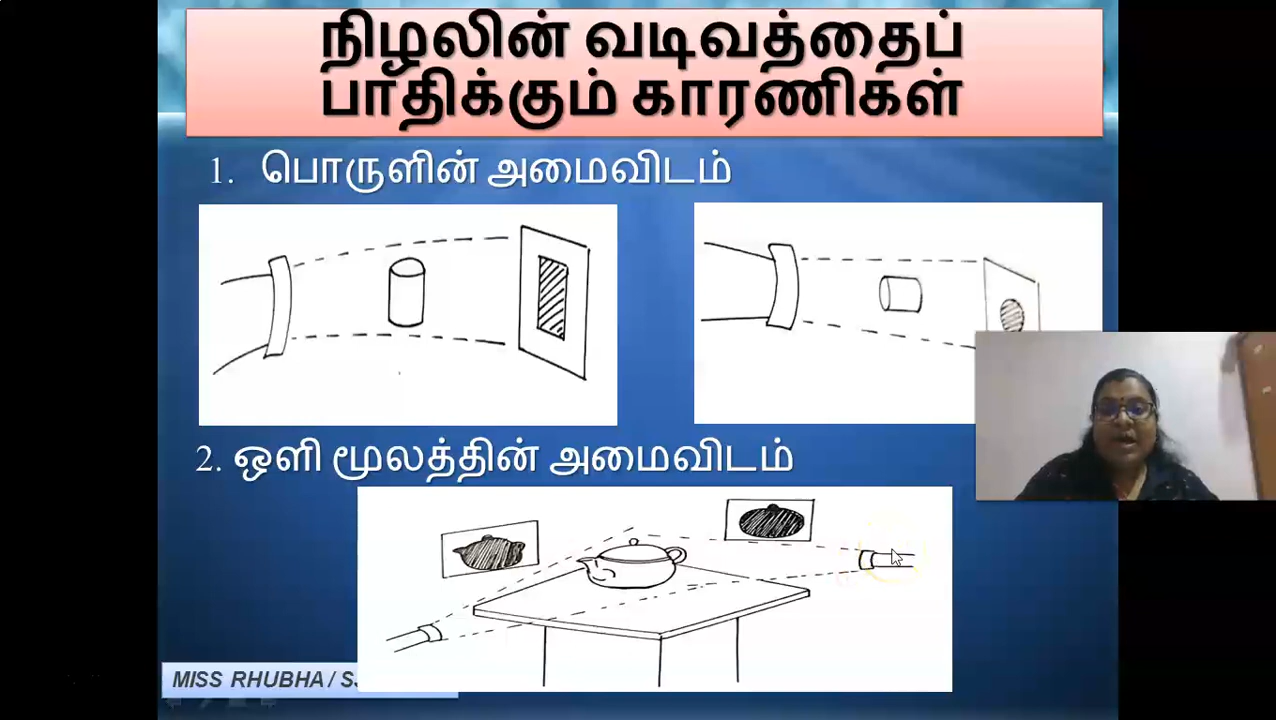 நிழலின் வடிவத்தைப்
பாதிக்கும் காரணிகள்
1. பொருளின் அமைவிடம்
2. ஒளி மூலத்தின் அமைவிடம்
MISS RHUBHA /